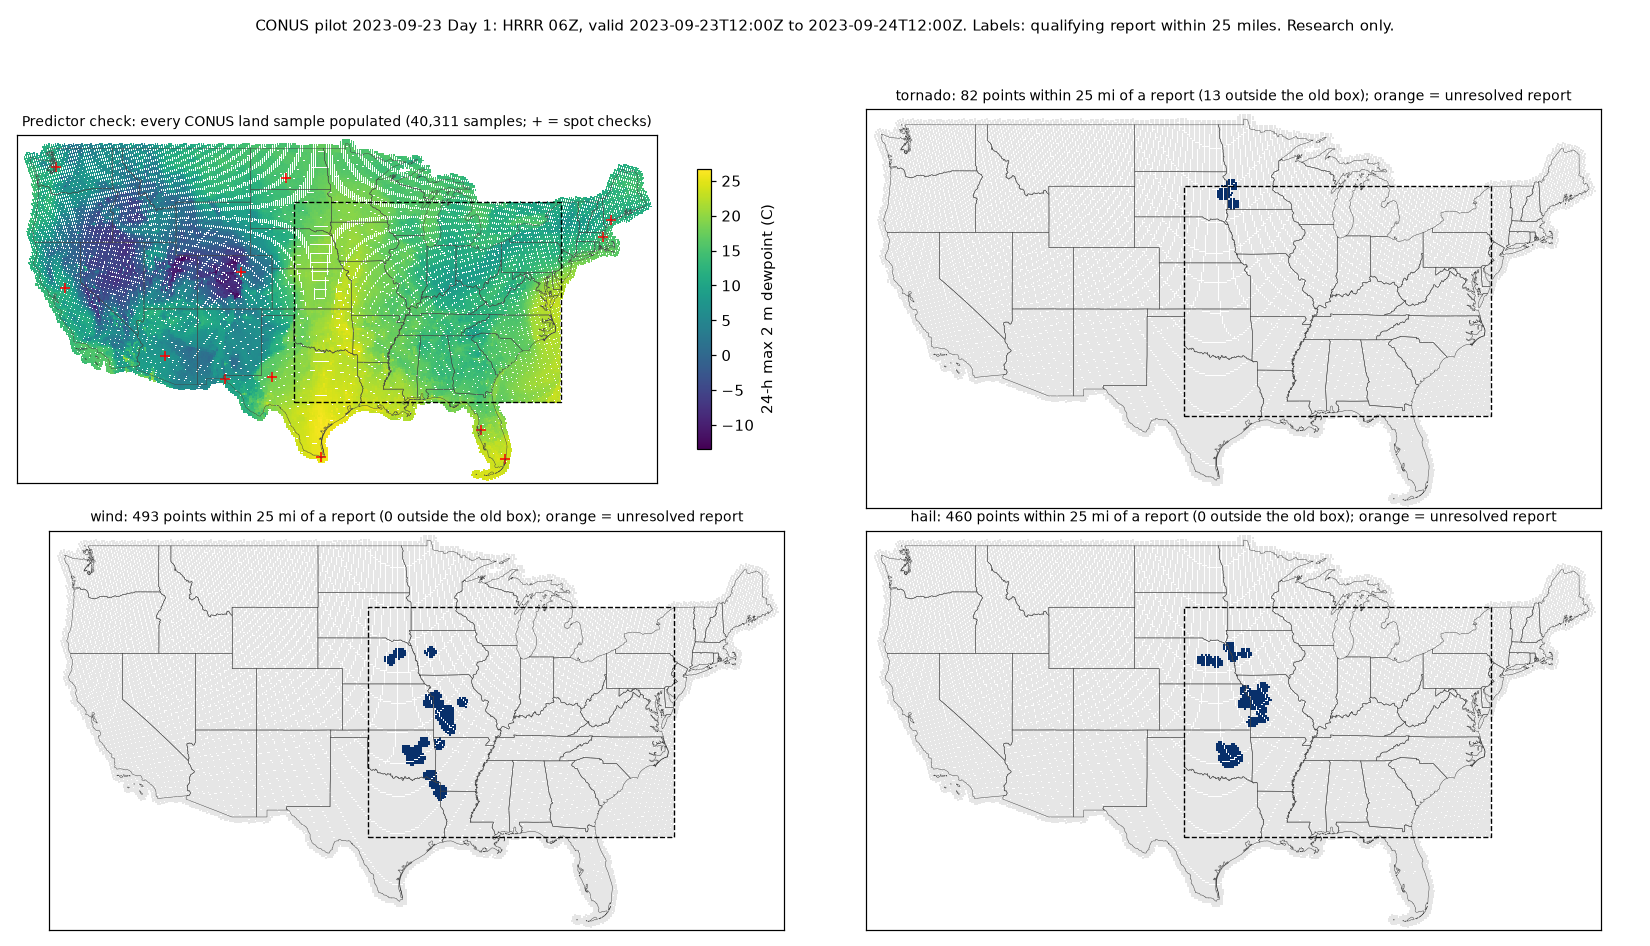 CONUS pilot 2023-09-23 Day 1: HRRR 06Z, valid 2023-09-23T12:00Z to 2023-09-24T12:00Z. Labels: qualifying report within 25 miles. Research only.
Predictor check: every CONUS land sample populated (40,311 samples; + = spot checks)
25
20
15
10
5
0
−5
−10
24-h max 2 m dewpoint (C)
tornado: 82 points within 25 mi of a report (13 outside the old box); orange = unresolved report
wind: 493 points within 25 mi of a report (0 outside the old box); orange = unresolved report
hail: 460 points within 25 mi of a report (0 outside the old box); orange = unresolved report